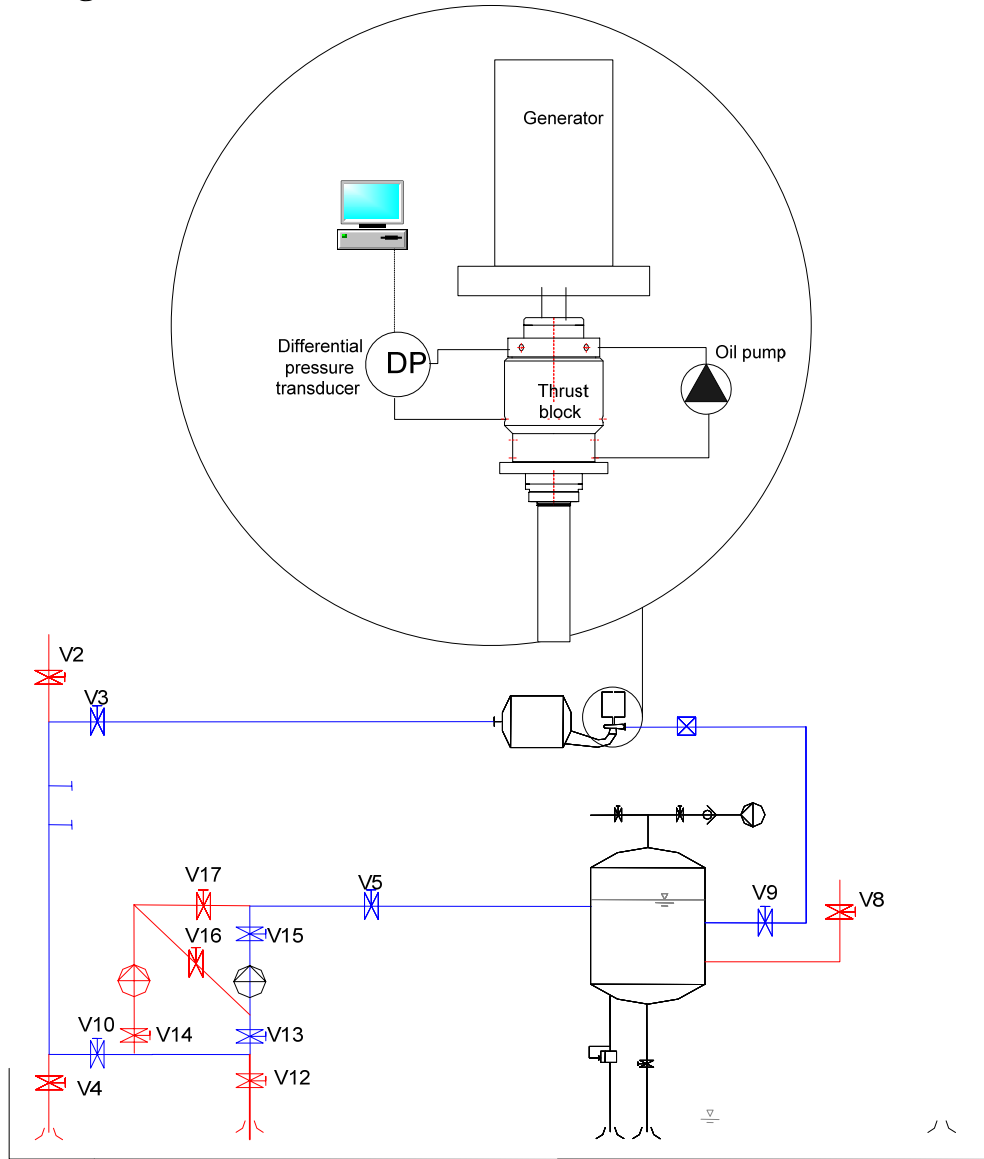 Generator
Differential
pressure
transducer
DP
Oil pump
Thrust
block
V2
V3
V17
V5
V9
V8
V16
V15
V10
V14
V13
V4
V12